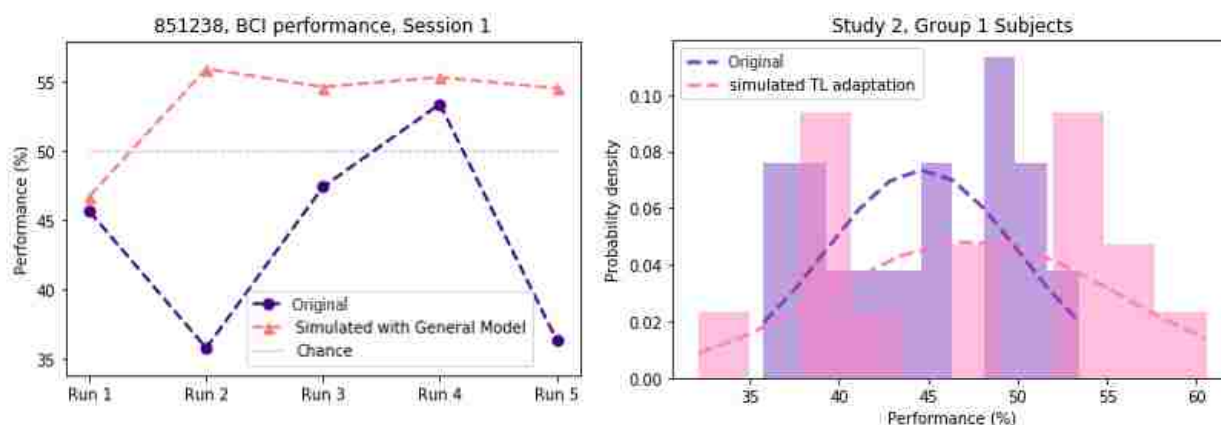 851238, BCI performance, Session 1
Performance (%)
55
50
45
40
35
Original
Simulated with General Model
Chance
Run 1 Run 2 Run 3 Run 4 Run 5
Study 2, Group 1 Subjects
Probability density
0.10
0.08
0.06
0.04
0.02
0.00
Original
simulated TL adaptation
35 40 45 50 55 60
Performance (%)